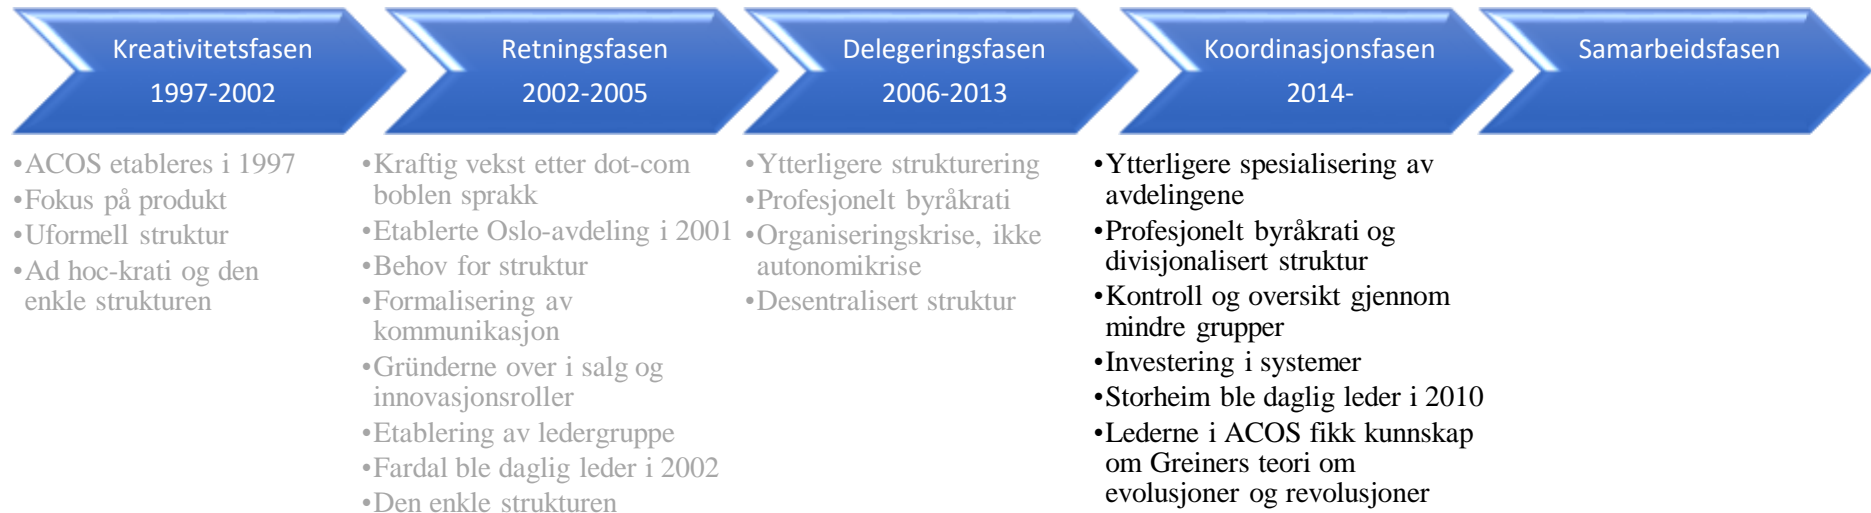 Kreativitetsfasen
1997-2002
Retningsfasen
2002-2005
Delegeringsfasen
2006-2013
Koordinasjonsfasen
2014-
Samarbeidsfasen
•ACOS etableres i 1997
•Fokus på produkt
•Uformell struktur
•Ad hoc-krati og den
enkle strukturen
•Kraftig vekst etter dot-com
boblen sprakk
•Etablerte Oslo-avdeling i 2001
•Behov for struktur
•Formalisering av
kommunikasjon
•Gründerne over i salg og
innovasjonsroller
•Etablering av ledergruppe
•Fardal ble daglig leder i 2002
•Den enkle strukturen
•Ytterligere strukturering
•Profesjonelt byråkrati
•Organiseringskrise, ikke
autonomikrise
•Desentralisert struktur
•Ytterligere spesialisering av
avdelingene
•Profesjonelt byråkrati og
divisjonalisert struktur
•Kontroll og oversikt gjennom
mindre grupper
•Investering i systemer
•Storheim ble daglig leder i 2010
•Lederne i ACOS fikk kunnskap
om Greiners teori om
evolusjoner og revolusjoner